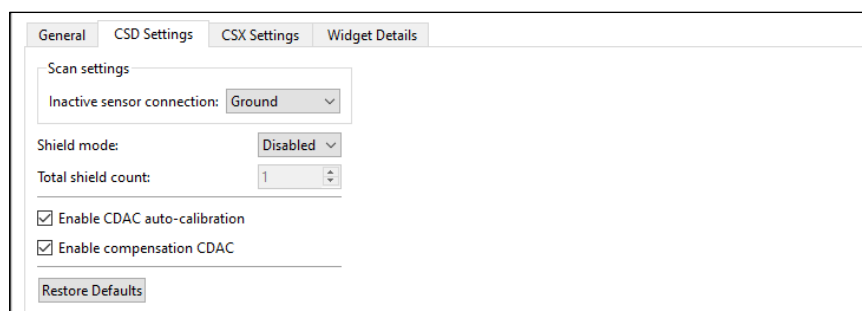 General CSD Settings CSX Settings Widget Details
Scan settings
Inactive sensor connection: Ground
Shield mode: Disabled
Total shield count: 1
Enable CDAC auto-calibration
Enable compensation CDAC
Restore Defaults